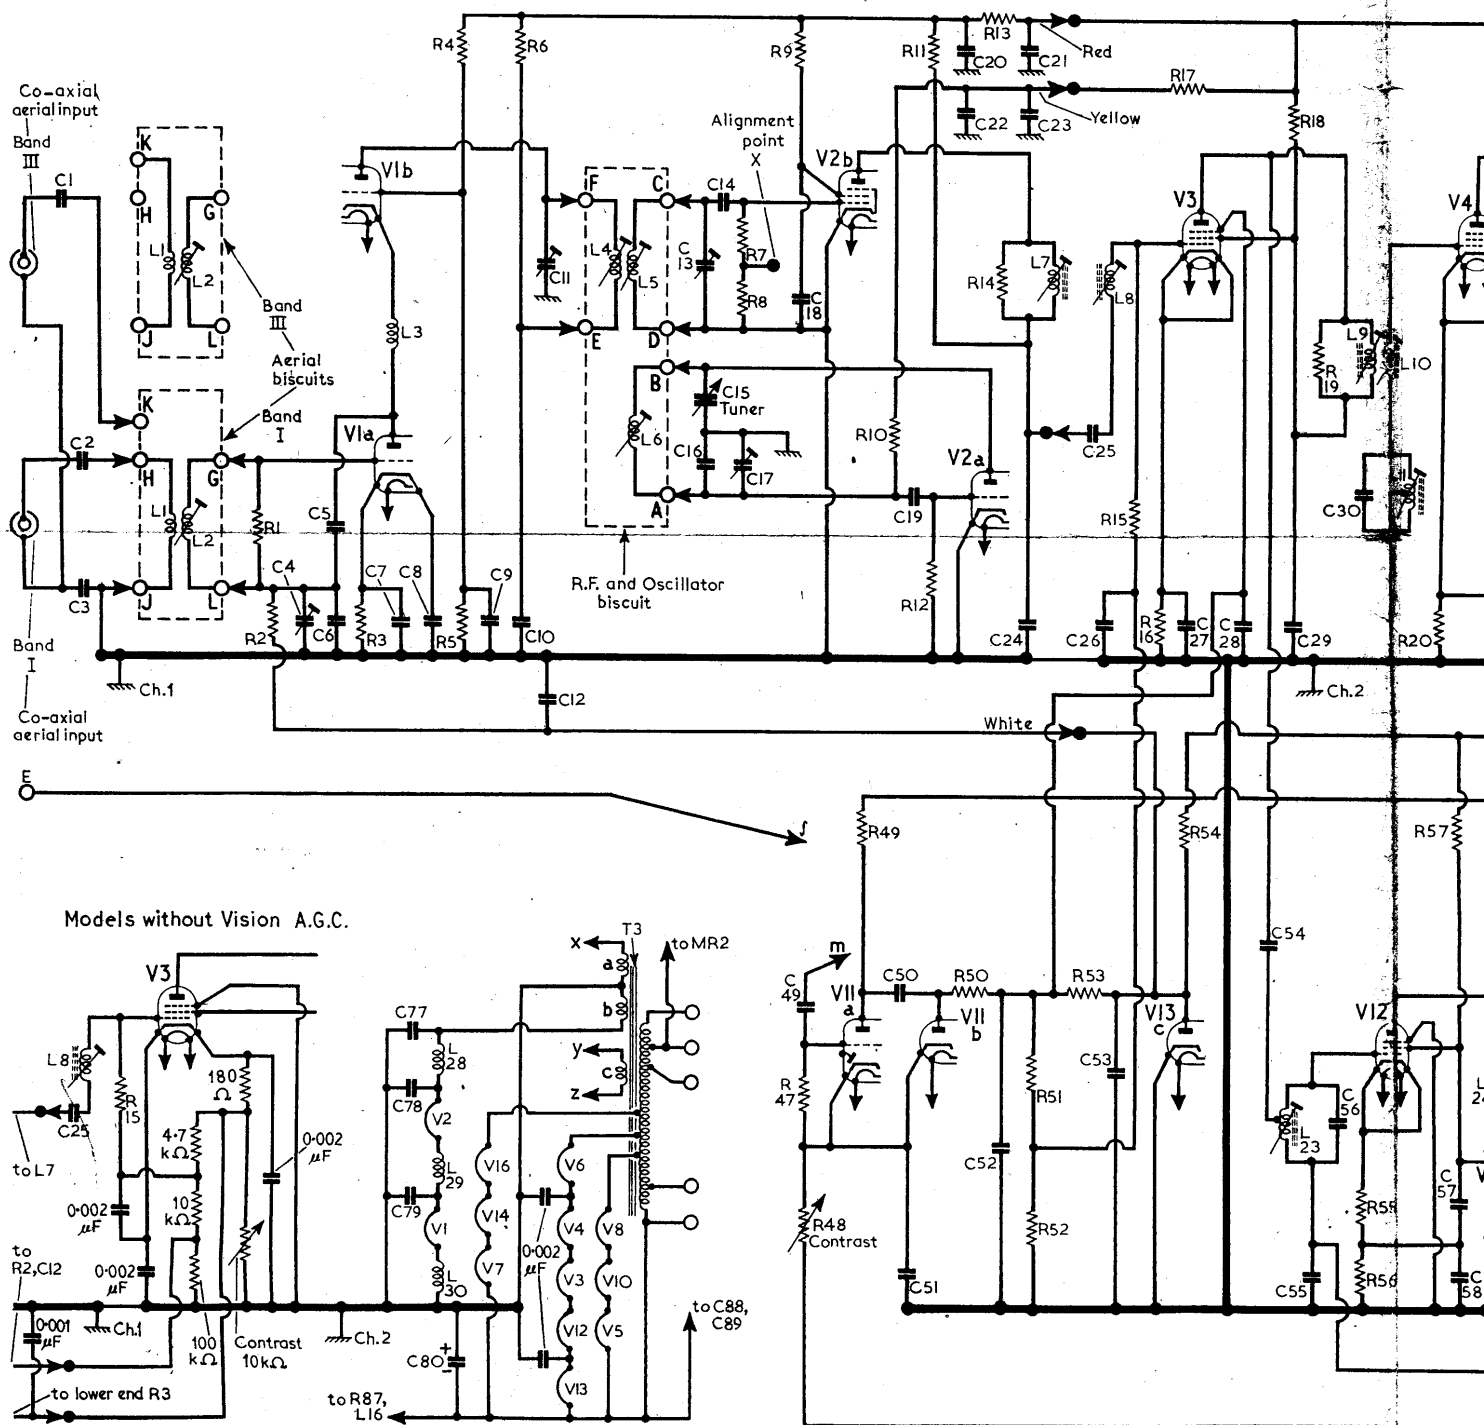 R4
R6
R9
R11
R13
C20
C21
Red
R17
Co-axial
aerial input
Band
III
C1
K
H
G
L1
L2
J
L
V1b
C11
F
C
L4
L5
E
D
C14
Alignment
point
X
C
13
R7
R8
C
18
V2b
C22
C23
Yellow
R18
V3
V4
R14
L7
L8
L9
R
19
L10
Band
III
Aerial
biscuits
Band
I
L3
K
C2
H
G
L1
L2
J
L
C3
V1a
R1
C5
C4
C6
R2
C7
C8
R3
R5
C9
C10
B
L6
A
C15
Tuner
C16
C17
R10
V2a
C19
R12
R.F. and Oscillator
biscuit
C25
R15
C30
C24
C26
R
16
C
27
C
28
C29
R20
Band
I
Co-axial
aerial input
Ch.1
C12
Ch.2
White
E
f
R49
R54
R57
Models without Vision A.G.C.
V3
L8
R
15
C25
to L7
180
Ω
4·7
kΩ
10
kΩ
0·002
μF
0·002
μF
0·002
μF
to
R2,C12
0·001
μF
Ch.1
100
kΩ
Contrast
10kΩ
to lower end R3
Ch.2
C77
L
28
C78
V2
L
29
C79
V1
L
30
C80
+
−
x
a
b
y
c
z
T3
to MR2
V16
V14
V7
V6
V4
V3
V12
V13
V8
V10
V5
0·002
μF
to R87,
L16
to C88,
C89
m
C
49
V11
a
C50
R50
V11
b
R53
V13
c
R
47
R48
Contrast
C51
C52
R51
R52
C53
C54
L
23
C
56
V12
C55
R55
R56
C
57
C
58
L
24